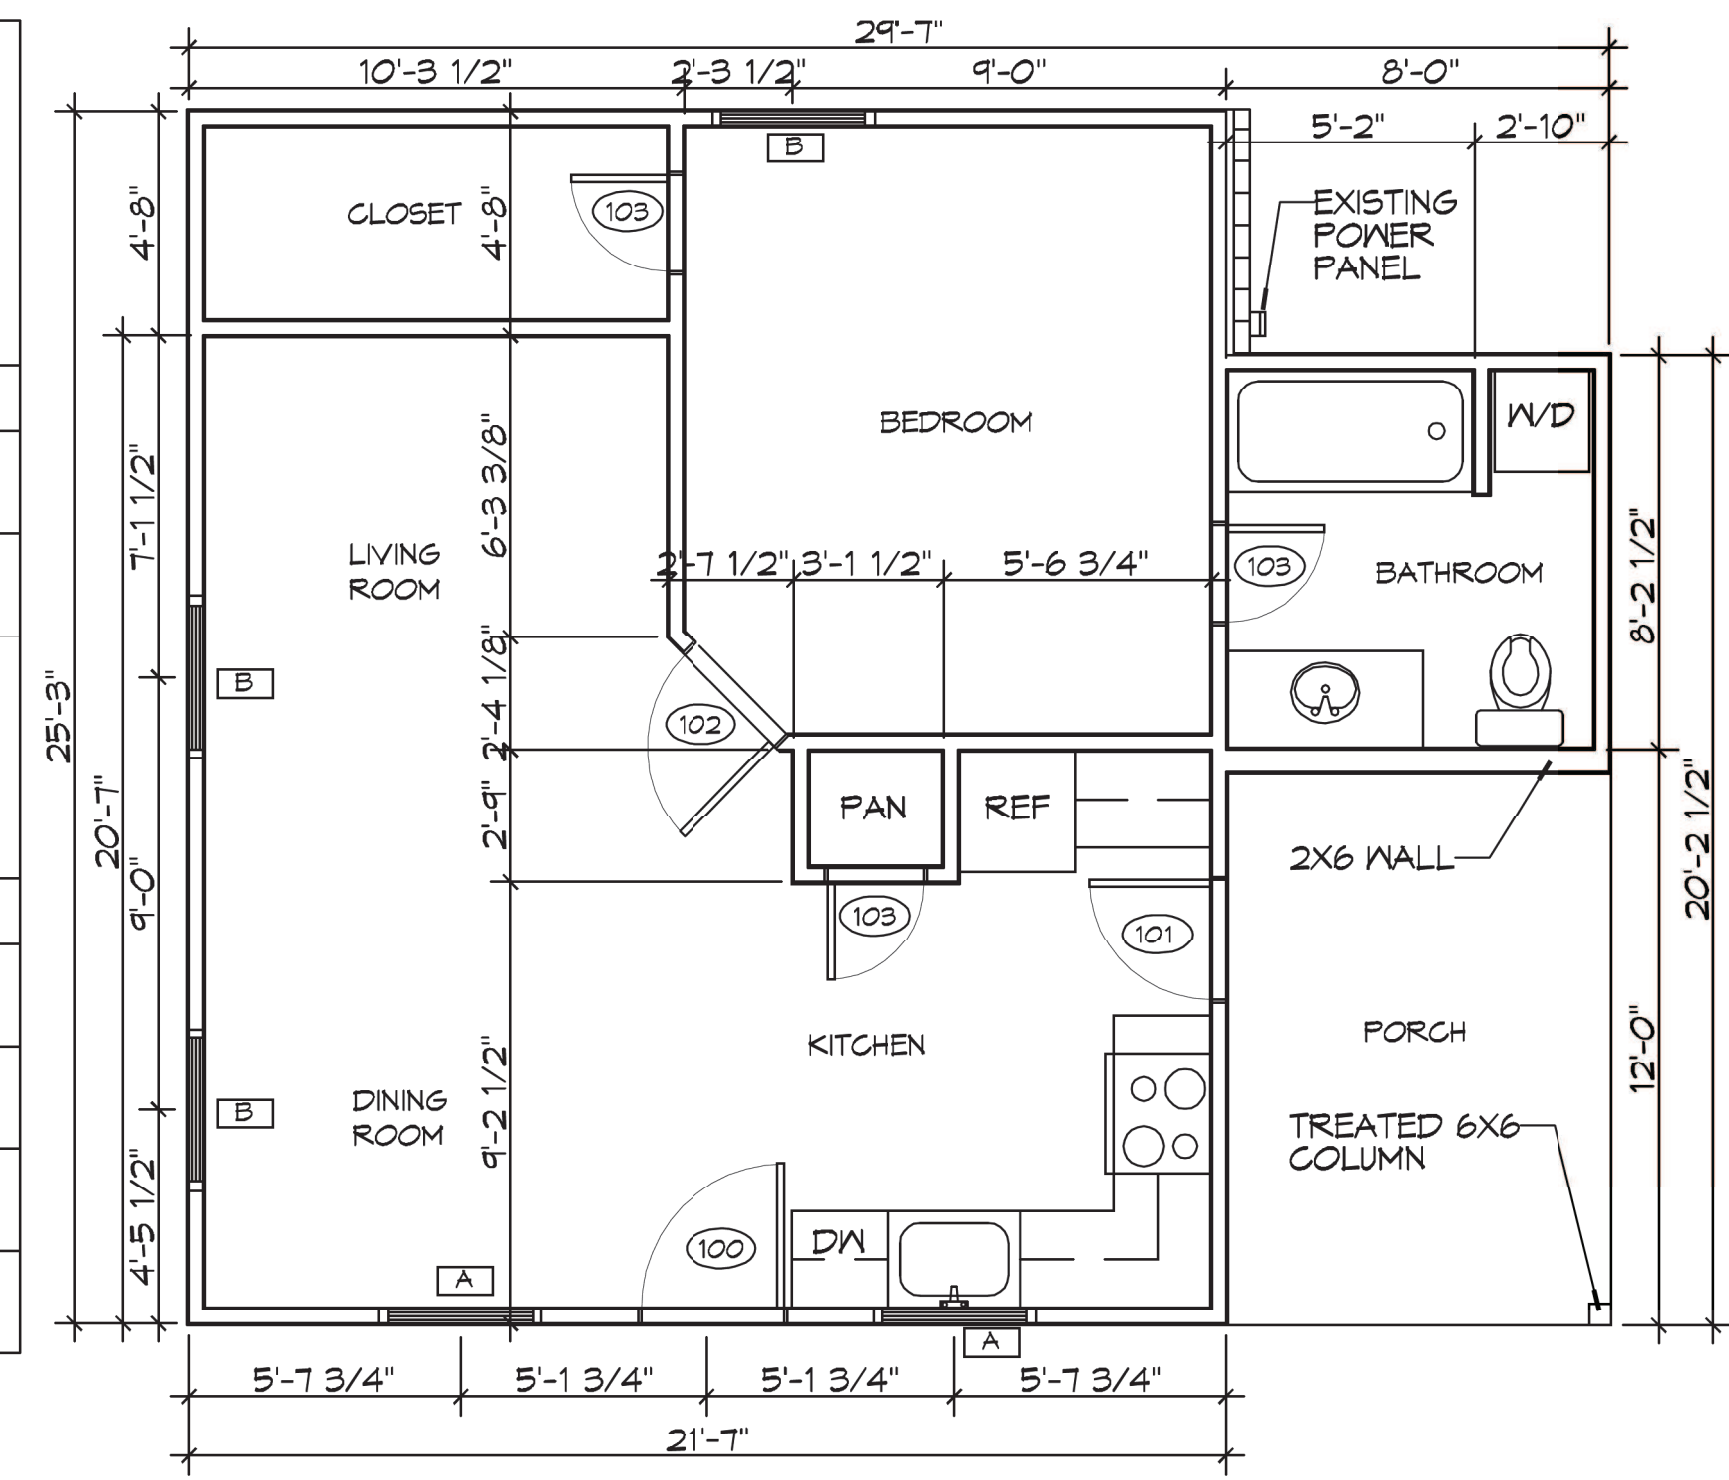 29'-7"
10'-3 1/2"
2'-3 1/2"
9'-0"
8'-0"
5'-2"
2'-10"
B
EXISTING
POWER
PANEL
CLOSET
103
4'-8"
4'-8"
W/D
BEDROOM
7'-1 1/2"
6'-3 3/8"
LIVING
ROOM
2'-7 1/2"
3'-1 1/2"
5'-6 3/4"
103
BATHROOM
8'-2 1/2"
B
25'-3"
2'-4 1/8"
102
20'-7"
2'-9"
PAN
REF
2X6 WALL
20'-2 1/2"
9'-0"
103
101
KITCHEN
PORCH
12'-0"
DINING
ROOM
B
9'-2 1/2"
TREATED 6X6
COLUMN
4'-5 1/2"
100
DW
A
A
5'-7 3/4"
5'-1 3/4"
5'-1 3/4"
5'-7 3/4"
21'-7"